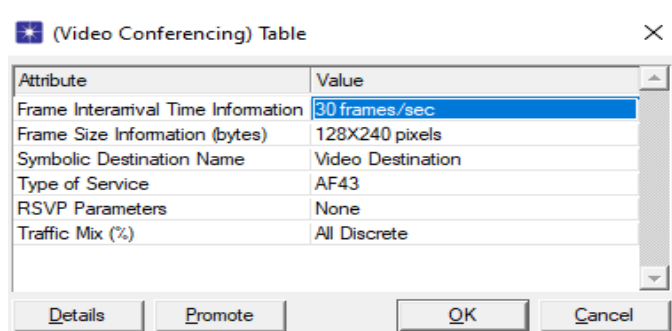 (Video Conferencing) Table
Attribute Value
Frame Interarrival Time Information 30 frames/sec
Frame Size Information (bytes) 128X240 pixels
Symbolic Destination Name Video Destination
Type of Service AF43
RSVP Parameters None
Traffic Mix (%) All Discrete
Details Promote OK Cancel